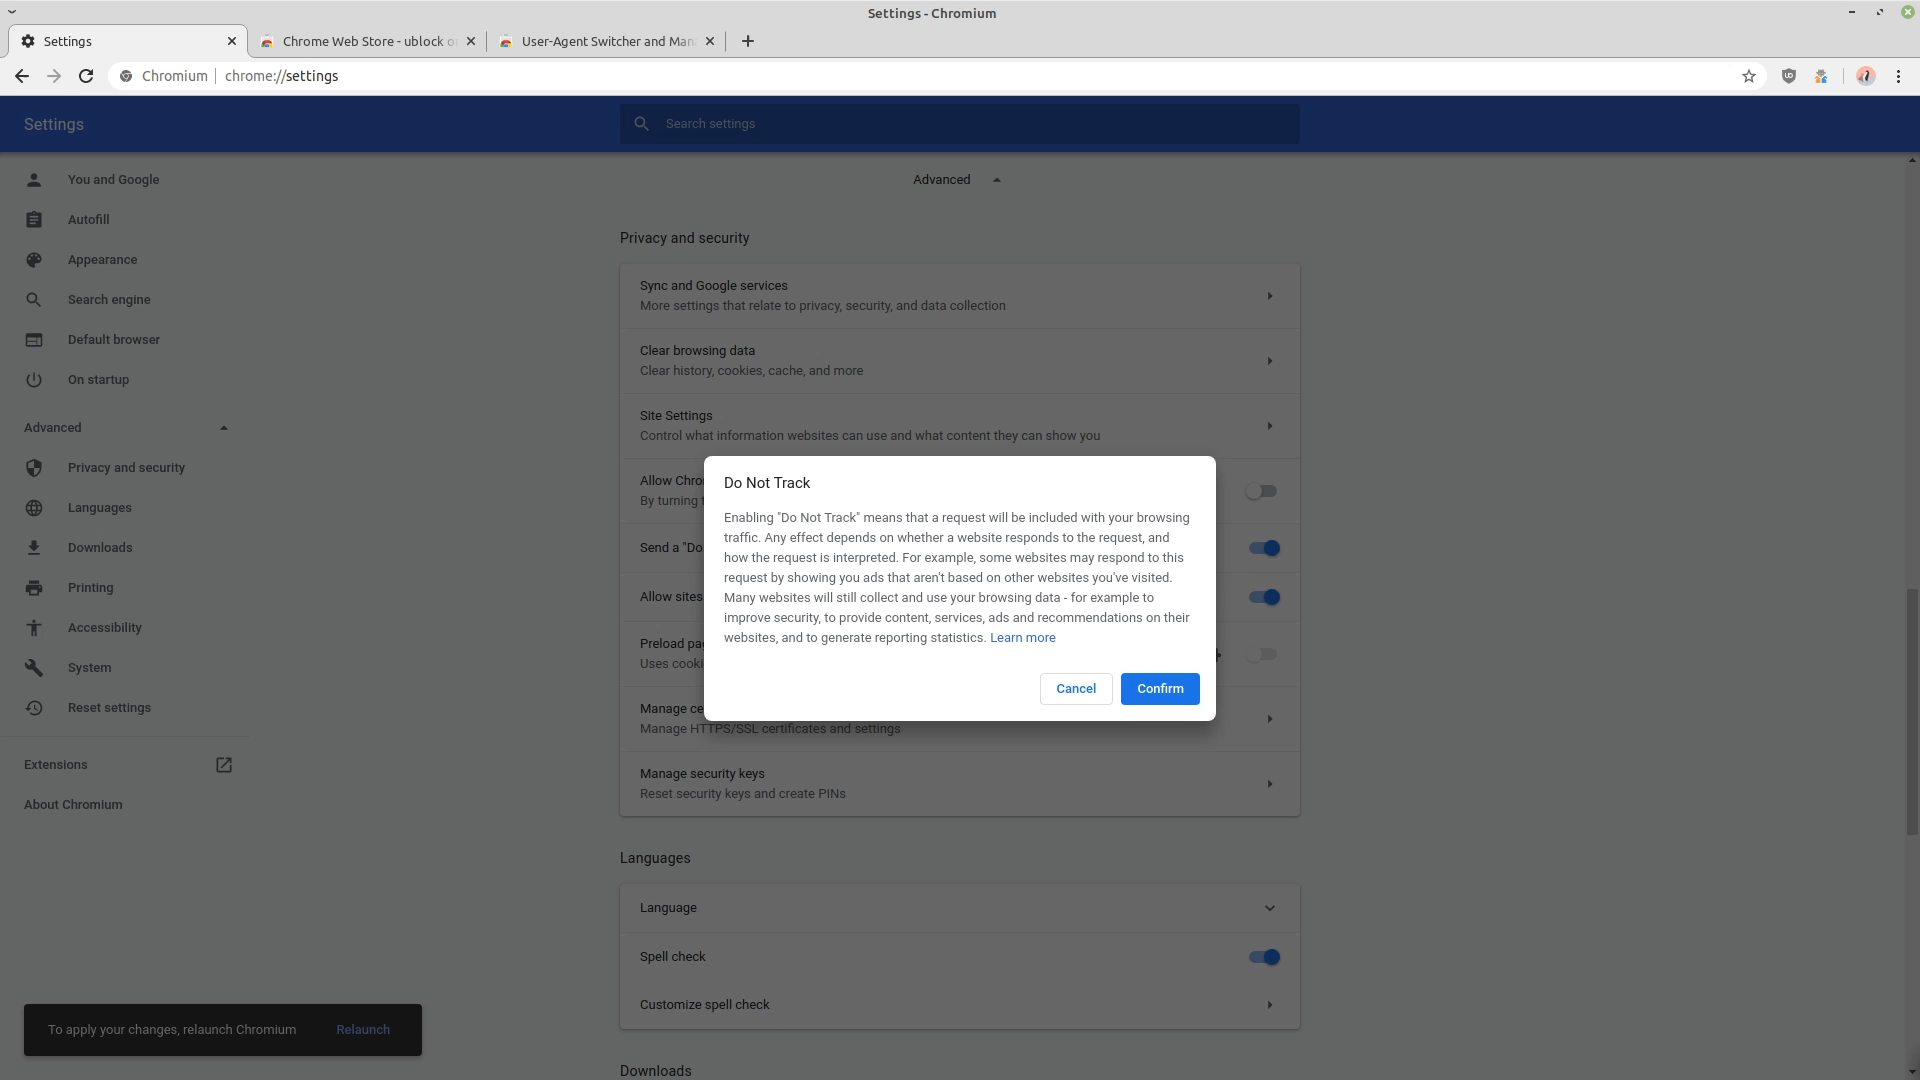 Settings - Chromium
Settings
Chrome Web Store - ublock o
User-Agent Switcher and Man
Chromium
chrome://settings
Settings
Search settings
You and Google
Autofill
Appearance
Search engine
Default browser
On startup
Advanced
Privacy and security
Languages
Downloads
Printing
Accessibility
System
Reset settings
Extensions
About Chromium
Advanced
Privacy and security
Sync and Google services
More settings that relate to privacy, security, and data collection
Clear browsing data
Clear history, cookies, cache, and more
Site Settings
Control what information websites can use and what content they can show you
Allow Chro
By turning t
Send a "Do
Allow sites
Preload pag
Uses cooki
Manage ce
Manage HTTPS/SSL certificates and settings
Manage security keys
Reset security keys and create PINs
Do Not Track
Enabling "Do Not Track" means that a request will be included with your browsing
traffic. Any effect depends on whether a website responds to the request, and
how the request is interpreted. For example, some websites may respond to this
request by showing you ads that aren't based on other websites you've visited.
Many websites will still collect and use your browsing data - for example to
improve security, to provide content, services, ads and recommendations on their
websites, and to generate reporting statistics. Learn more
Cancel
Confirm
Languages
Language
Spell check
Customize spell check
Downloads
To apply your changes, relaunch Chromium
Relaunch